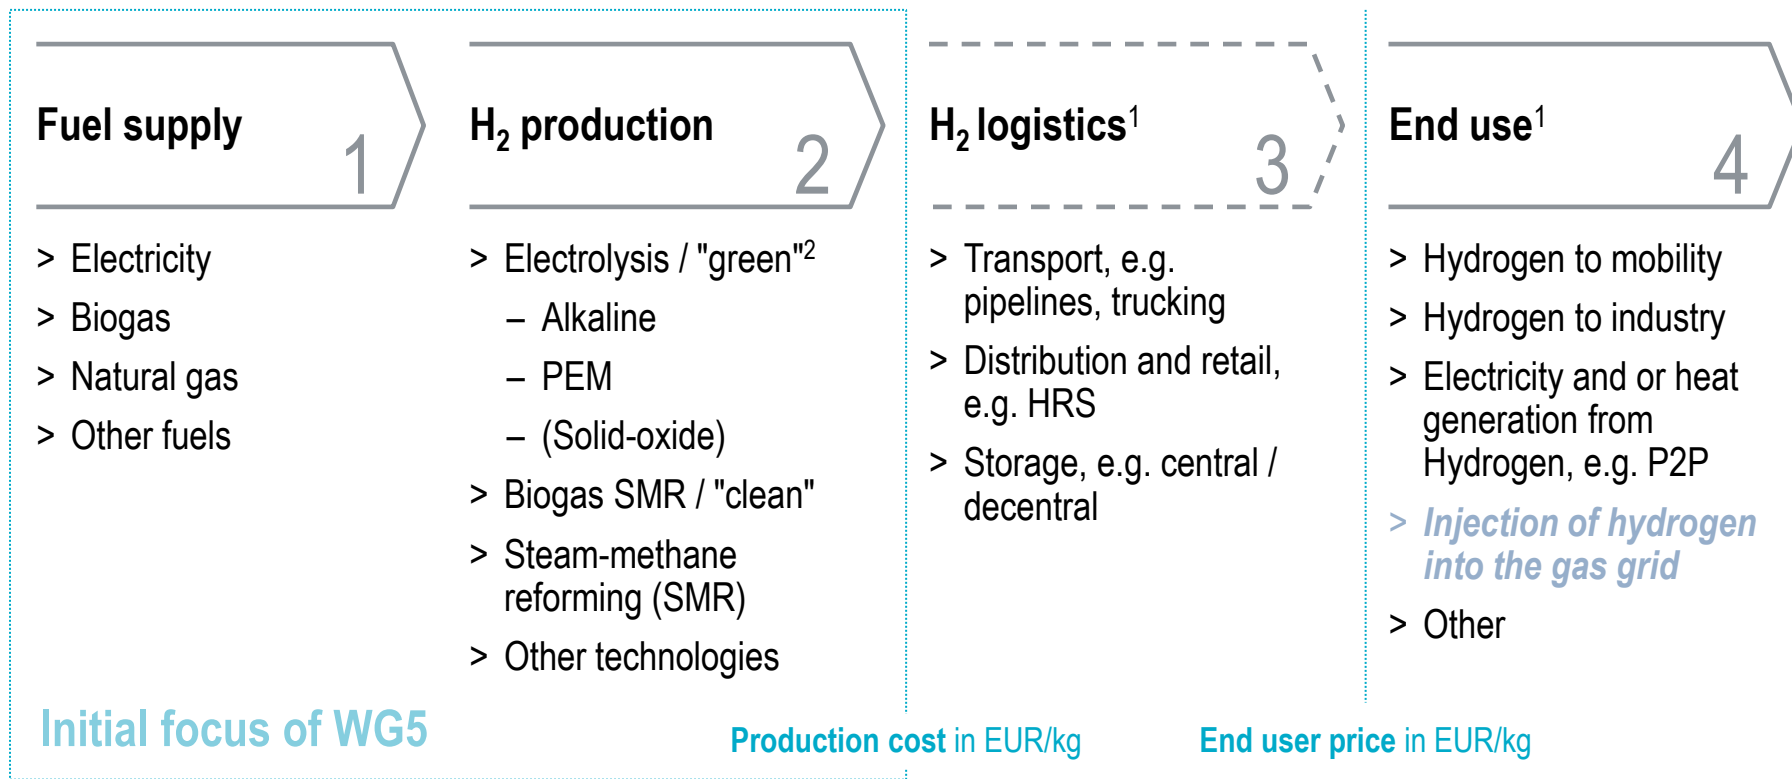 Fuel supply
1
> Electricity
> Biogas
> Natural gas
> Other fuels
H2 production
2
> Electrolysis / "green"2
– Alkaline
– PEM
– (Solid-oxide)
> Biogas SMR / "clean"
> Steam-methane
reforming (SMR)
> Other technologies
H2 logistics1
3
> Transport, e.g.
pipelines, trucking
> Distribution and retail,
e.g. HRS
> Storage, e.g. central /
decentral
End use1
4
> Hydrogen to mobility
> Hydrogen to industry
> Electricity and or heat
generation from
Hydrogen, e.g. P2P
> Injection of hydrogen
into the gas grid
> Other
Initial focus of WG5
Production cost in EUR/kg
End user price in EUR/kg